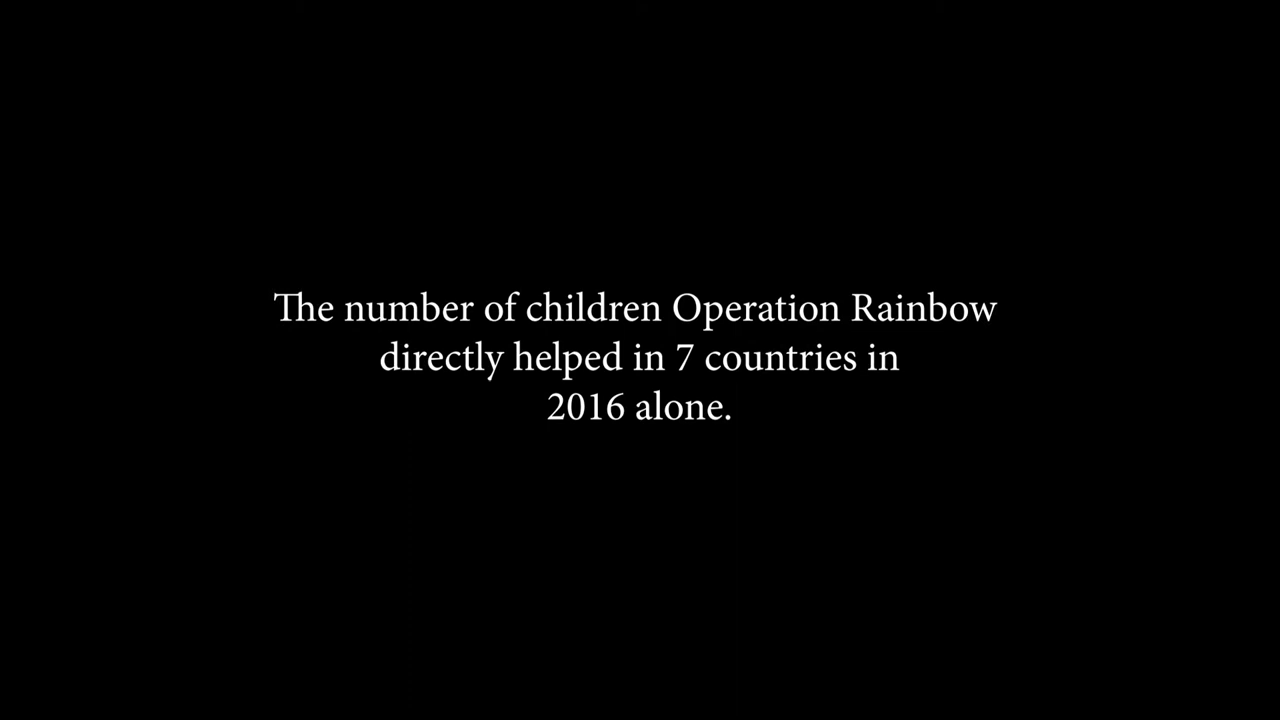 The number of children Operation Rainbow
directly helped in 7 countries in
2016 alone.